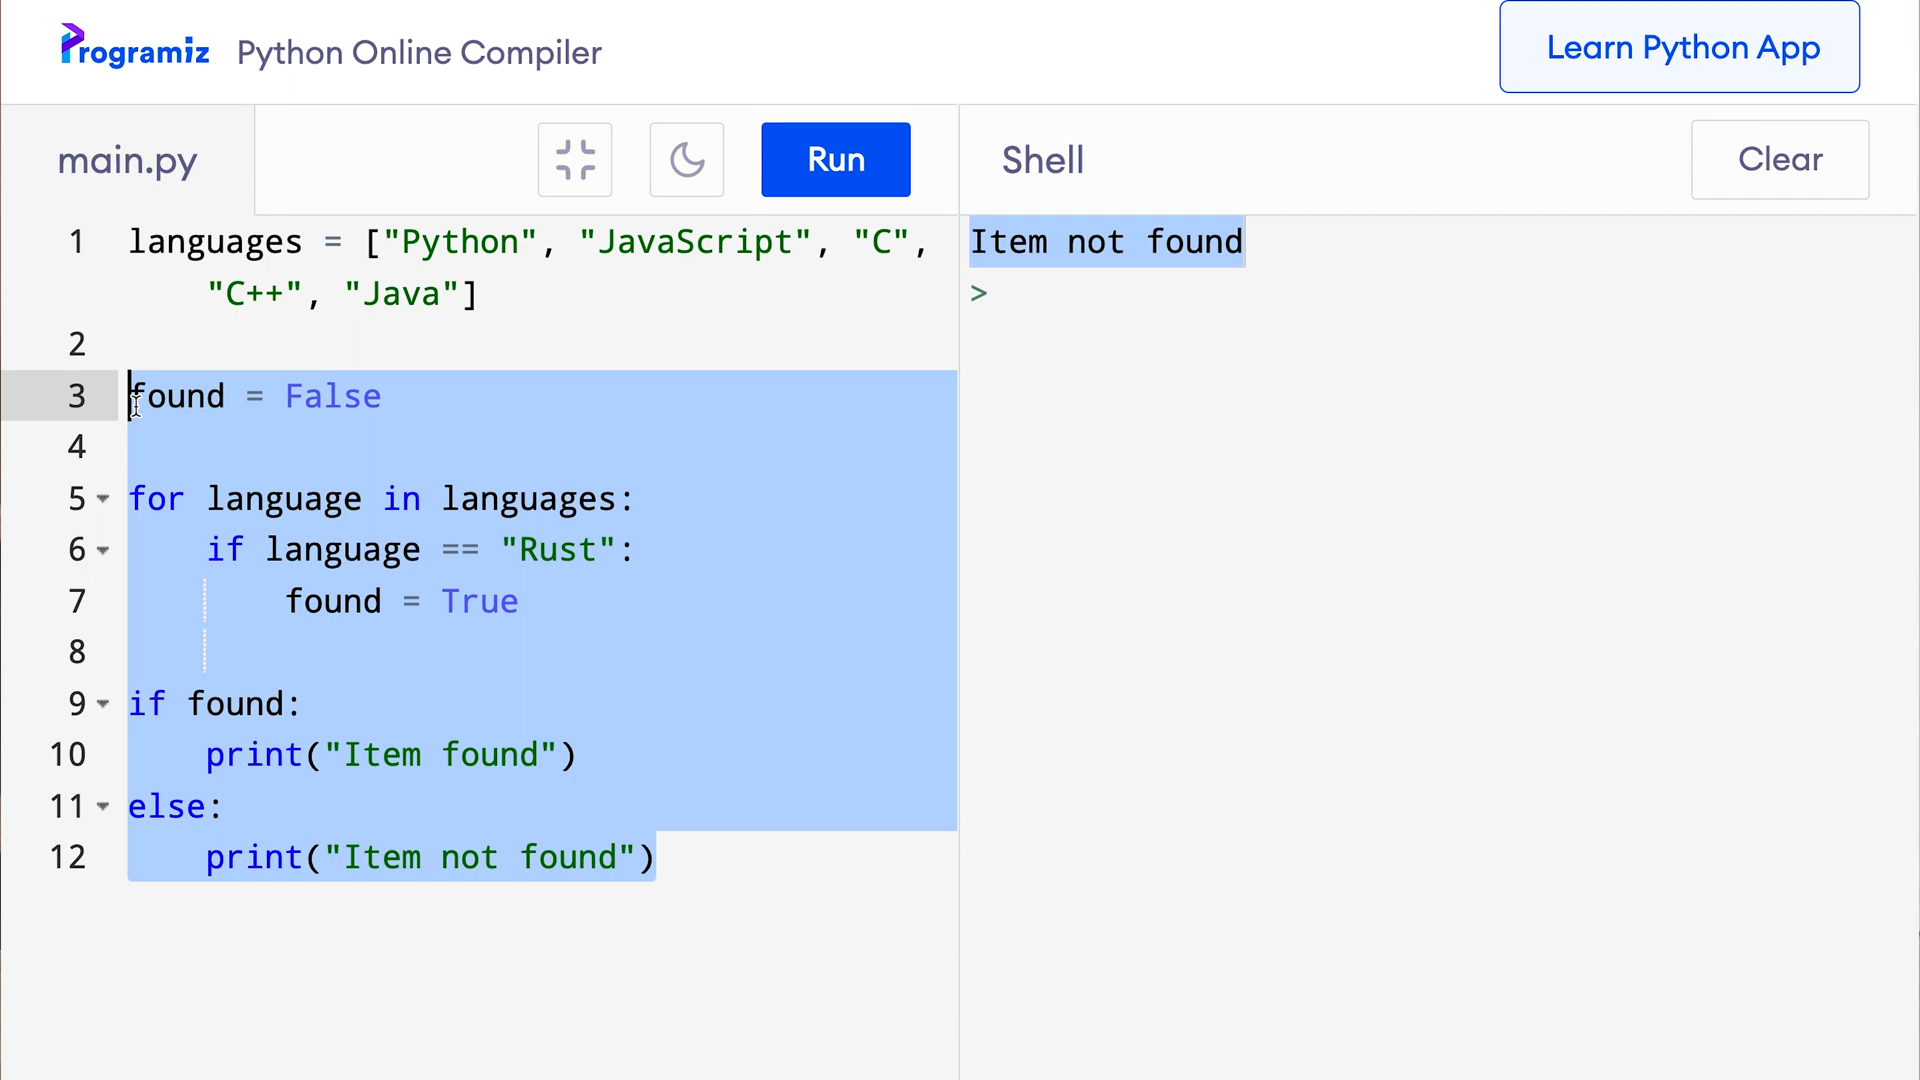 Programiz Python Online Compiler
Learn Python App
main.py
Run
Shell
Clear
1 languages = ["Python", "JavaScript", "C",
"C++", "Java"]
2
3 found = False
4
5 for language in languages:
6 if language == "Rust":
7 found = True
8
9 if found:
10 print("Item found")
11 else:
12 print("Item not found")
Item not found
>